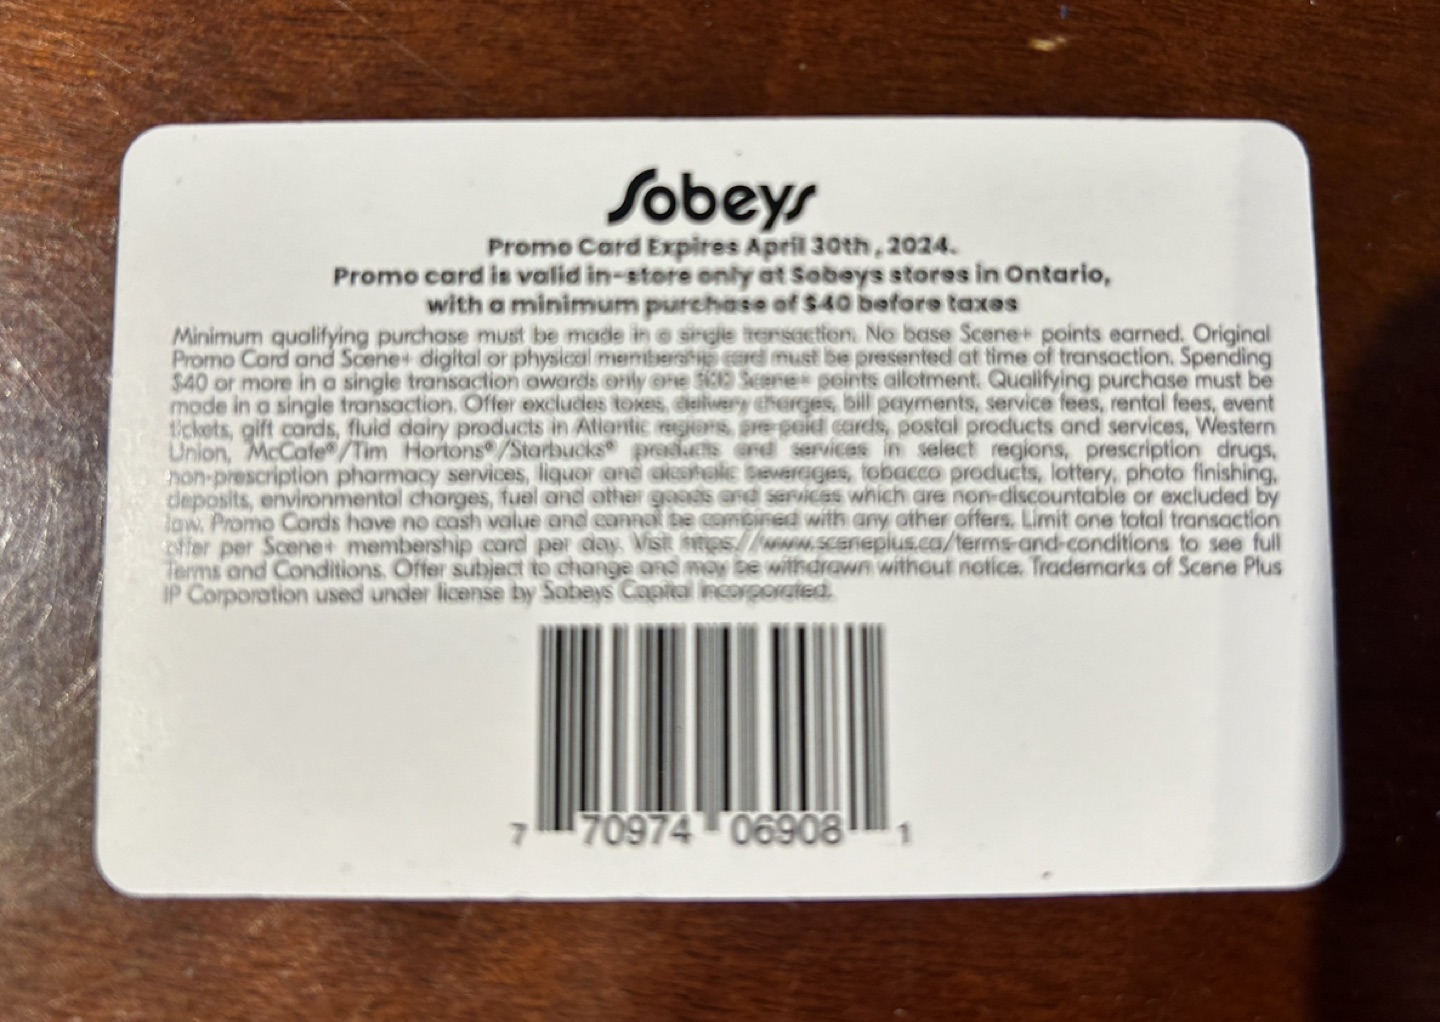 Sobeys
Promo Card Expires April 30th, 2024.
Promo card is valid in-store only at Sobeys stores in Ontario,
with a minimum purchase of $40 before taxes
Minimum qualifying purchase must be made in a single transaction. No base Scene+ points earned. Original
Promo Card and Scene+ digital or physical membership card must be presented at time of transaction. Spending
$40 or more in a single transaction awards only one Scene+ points allotment. Qualifying purchase must be
made in a single transaction. Offer excludes taxes, delivery charges, bill payments, service fees, rental fees, event
tickets, gift cards, fluid dairy products in Atlantic regions, pre-paid cards, postal products and services, Western
Union, McCafe®/Tim Hortons®/Starbucks® products and services in select regions, prescription drugs,
non-prescription pharmacy services, liquor and alcoholic beverages, tobacco products, lottery, photo finishing,
deposits, environmental charges, fuel and other goods and services which are non-discountable or excluded by
law. Promo Cards have no cash value and cannot be combined with any other offers. Limit one total transaction
offer per Scene+ membership card per day. Visit https://www.sceneplus.ca/terms-and-conditions to see full
Terms and Conditions. Offer subject to change and may be withdrawn without notice. Trademarks of Scene Plus
IP Corporation used under license by Sobeys Capital Incorporated.
7 70974 06908 1